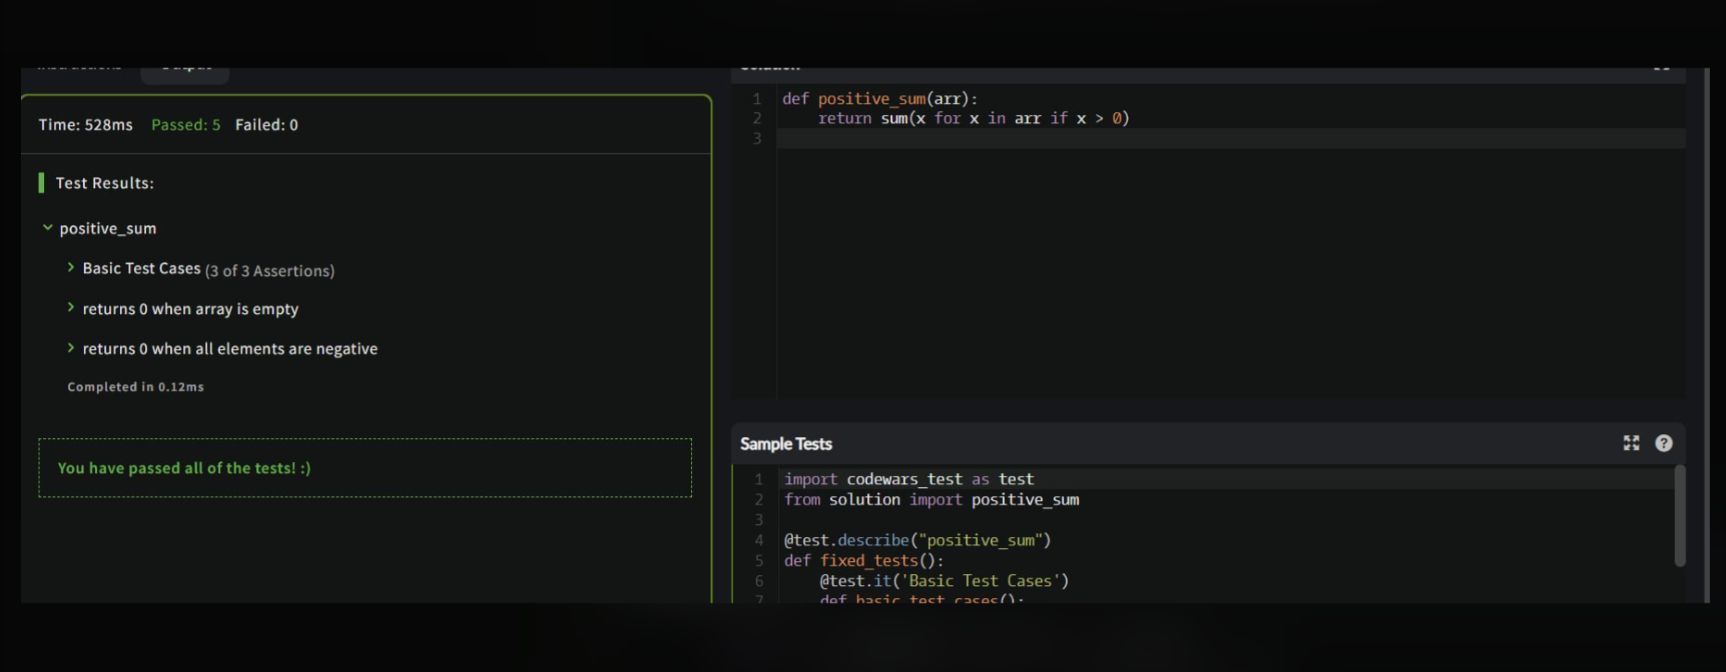 Time: 528ms Passed: 5 Failed: 0
Test Results:
positive_sum
Basic Test Cases (3 of 3 Assertions)
returns 0 when array is empty
returns 0 when all elements are negative
Completed in 0.12ms
You have passed all of the tests! :)
Solution
1 def positive_sum(arr):
2 return sum(x for x in arr if x > 0)
3
Sample Tests
1 import codewars_test as test
2 from solution import positive_sum
3
4 @test.describe("positive_sum")
5 def fixed_tests():
6 @test.it('Basic Test Cases')
7 def basic_test_cases():